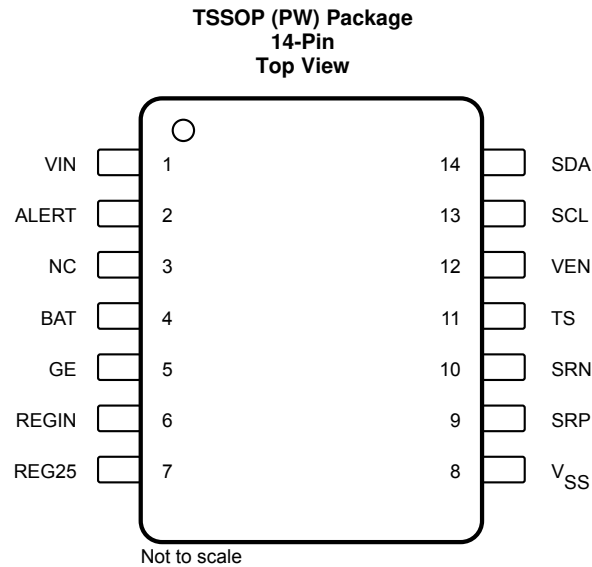 TSSOP (PW) Package
14-Pin
Top View
VIN 1 14 SDA
ALERT 2 13 SCL
NC 3 12 VEN
BAT 4 11 TS
GE 5 10 SRN
REGIN 6 9 SRP
REG25 7 8 VSS
Not to scale